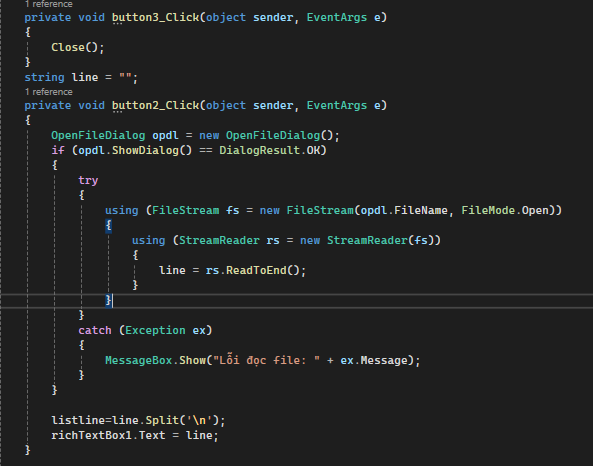 1 reference
private void button3_Click(object sender, EventArgs e)
{
Close();
}
string line = "";
1 reference
private void button2_Click(object sender, EventArgs e)
{
OpenFileDialog opdl = new OpenFileDialog();
if (opdl.ShowDialog() == DialogResult.OK)
{
try
{
using (FileStream fs = new FileStream(opdl.FileName, FileMode.Open))
{
using (StreamReader rs = new StreamReader(fs))
{
line = rs.ReadToEnd();
}
}
}
catch (Exception ex)
{
MessageBox.Show("Lỗi đọc file: " + ex.Message);
}
}
listline=line.Split('\n');
richTextBox1.Text = line;
}